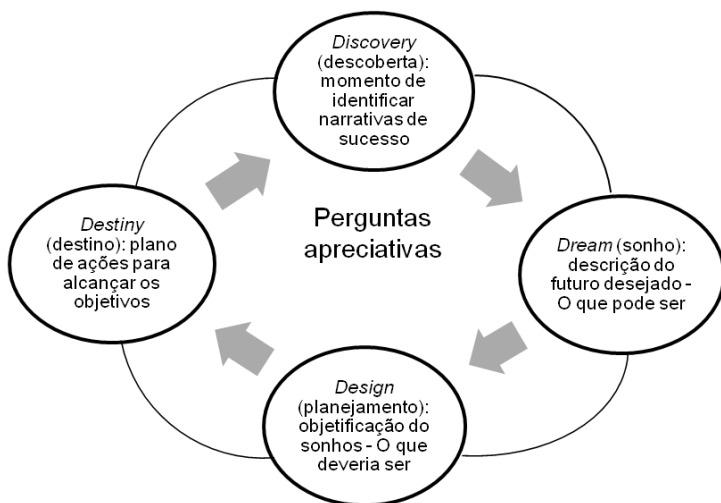 Discovery
(descoberta):
momento de
identificar
narrativas de
sucesso
Perguntas
apreciativas
Dream (sonho):
descrição do
futuro desejado -
O que pode ser
Design
(planejamento):
objetificação do
sonhos - O que
deveria ser
Destiny
(destino): plano
de ações para
alcançar os
objetivos